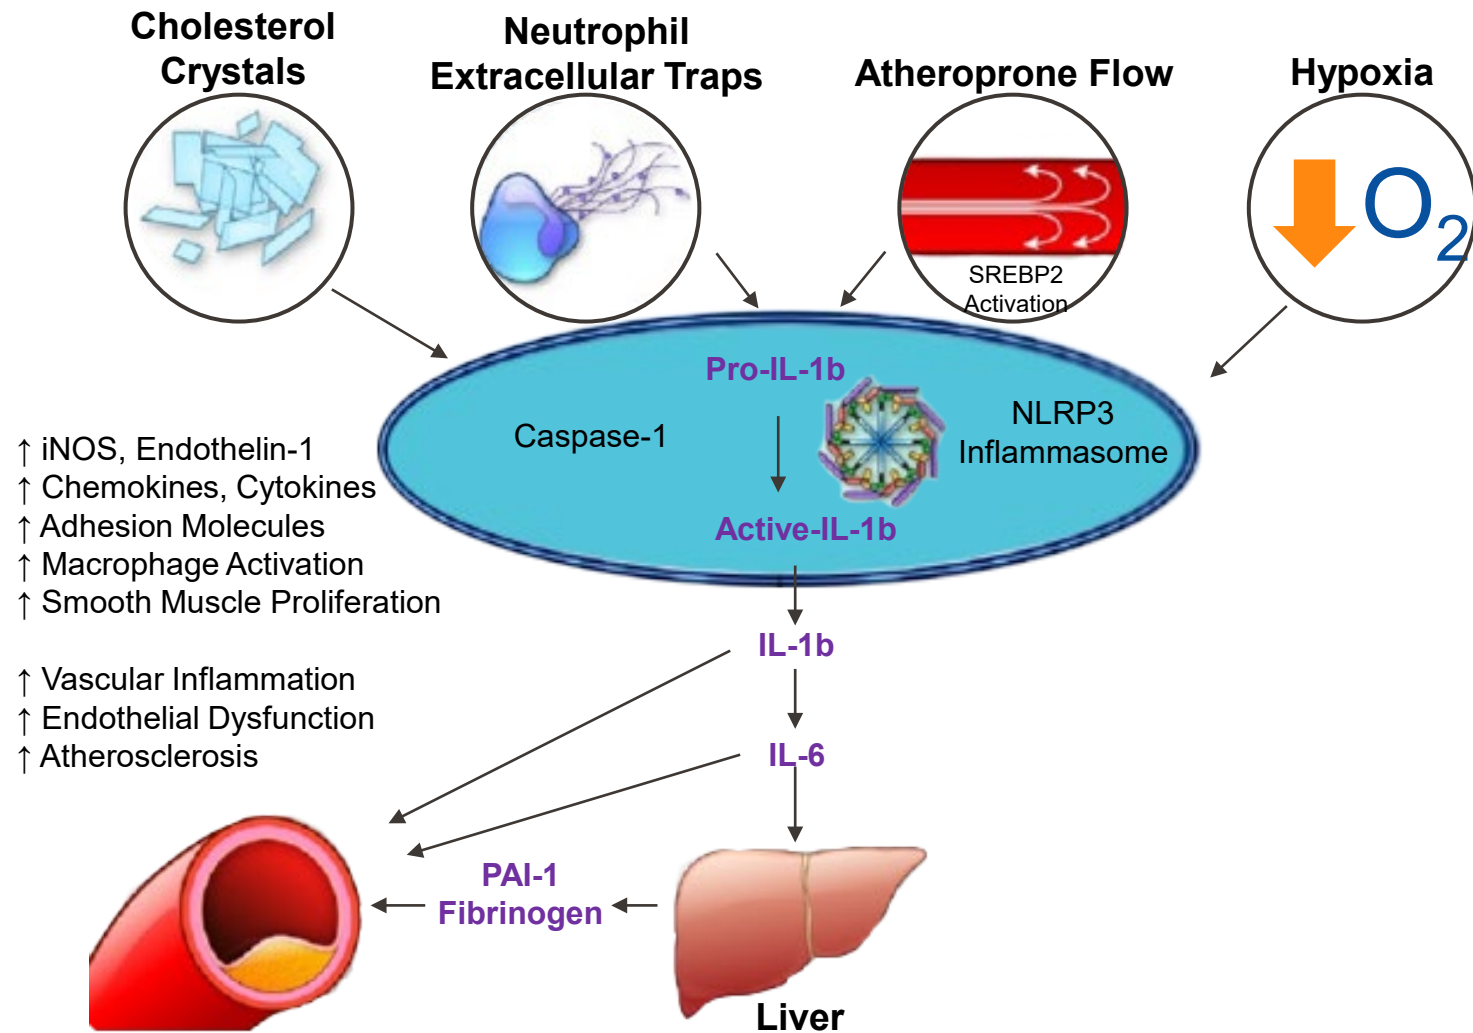 Cholesterol
Crystals
Neutrophil
Extracellular Traps
Atheroprone Flow
Hypoxia
SREBP2
Activation
O2
Pro-IL-1b
Caspase-1
NLRP3
Inflammasome
Active-IL-1b
↑ iNOS, Endothelin-1
↑ Chemokines, Cytokines
↑ Adhesion Molecules
↑ Macrophage Activation
↑ Smooth Muscle Proliferation
↑ Vascular Inflammation
↑ Endothelial Dysfunction
↑ Atherosclerosis
IL-1b
IL-6
PAI-1
Fibrinogen
Liver